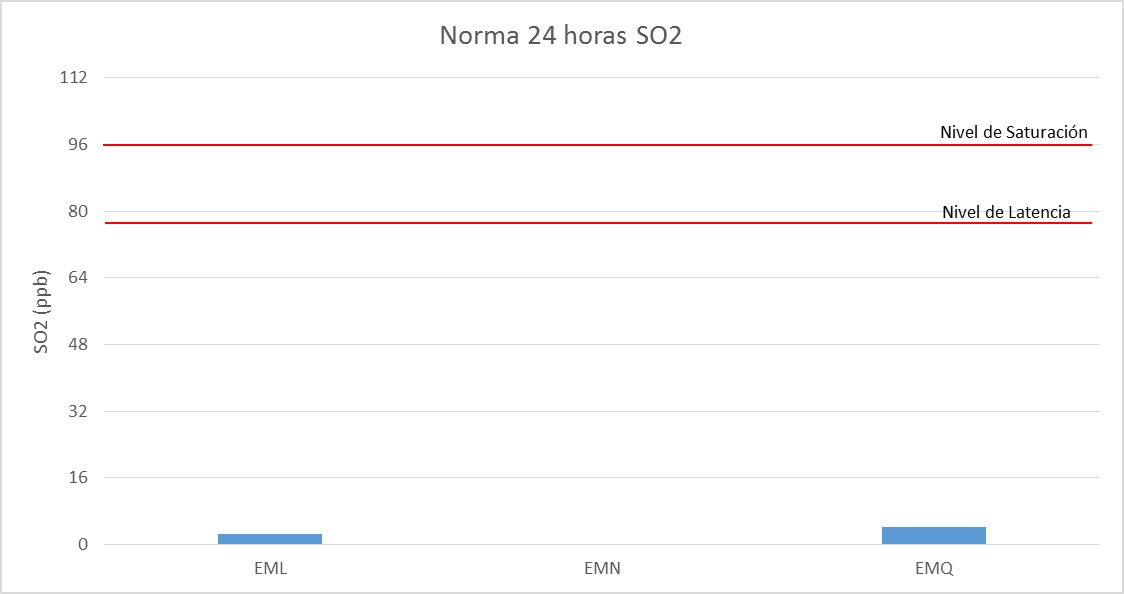 Norma 24 horas SO2
112
96
80
64
48
32
16
0
SO2 (ppb)
Nivel de Saturación
Nivel de Latencia
EML
EMN
EMQ